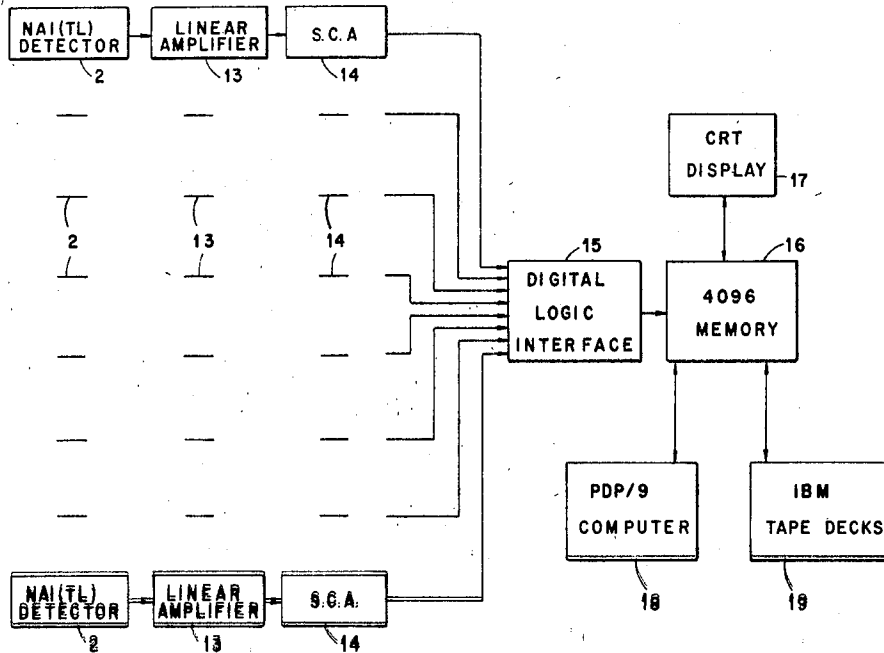 NAI(TL)
DETECTOR
LINEAR
AMPLIFIER
S.C.A
2
13
14
CRT
DISPLAY
17
2
13
14
15
16
DIGITAL
LOGIC
INTERFACE
4096
MEMORY
PDP/9
COMPUTER
IBM
TAPE DECKS
18
19
NAI(TL)
DETECTOR
LINEAR
AMPLIFIER
S.C.A.
2
13
14